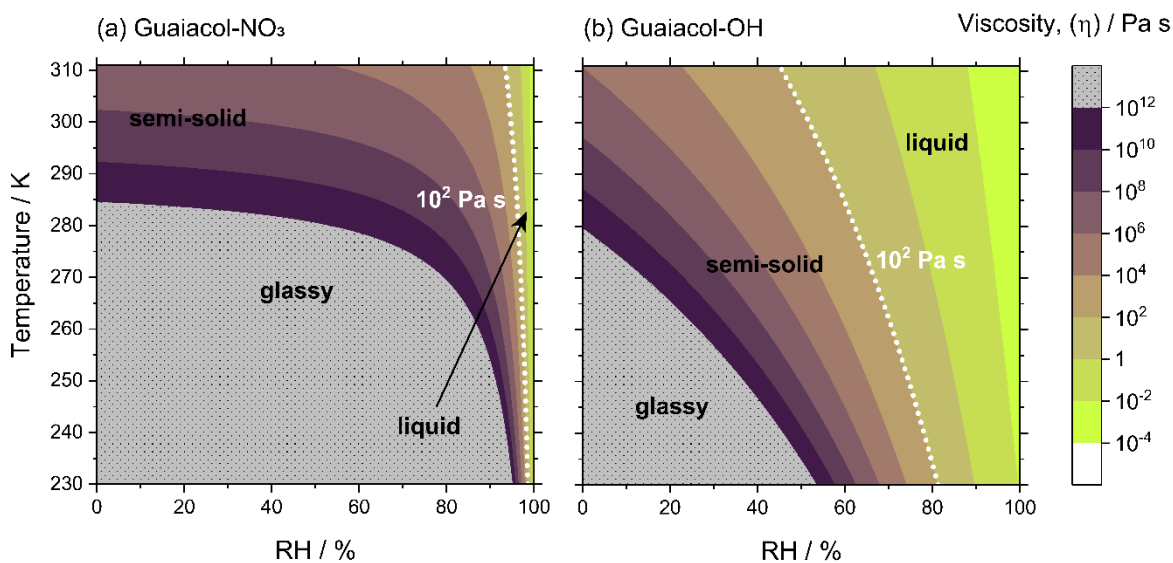 (a) Guaiacol-NO₃
(b) Guaiacol-OH
Viscosity, (η) / Pa s
Temperature / K
310
300
290
280
270
260
250
240
230
semi-solid
10² Pa s
glassy
liquid
0 20 40 60 80 100
RH / %
liquid
semi-solid
10² Pa s
glassy
0 20 40 60 80 100
RH / %
10¹²
10¹⁰
10⁸
10⁶
10⁴
10²
1
10⁻²
10⁻⁴